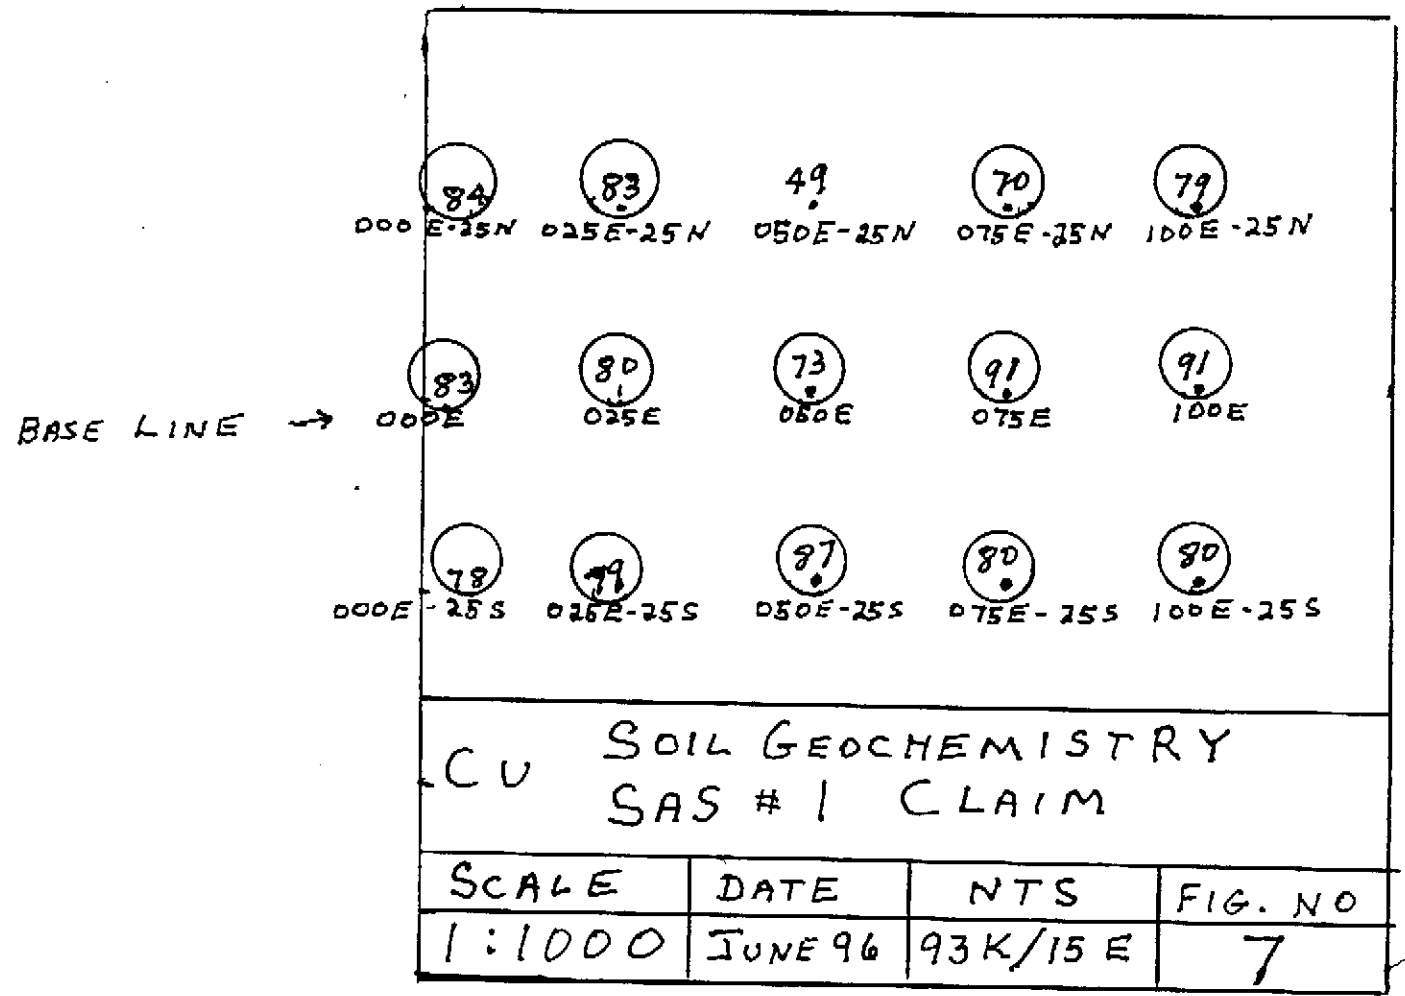 84 83 49 70 79
000E-25N 025E-25N 050E-25N 075E-25N 100E-25N
83 80 73 91 91
BASE LINE → 000E 025E 050E 075E 100E
78 79 87 80 80
000E-25S 025E-25S 050E-25S 075E-25S 100E-25S
CU SOIL GEOCHEMISTRY
SAS # 1 CLAIM
SCALE DATE NTS FIG. NO
1:1000 JUNE 96 93K/15E 7